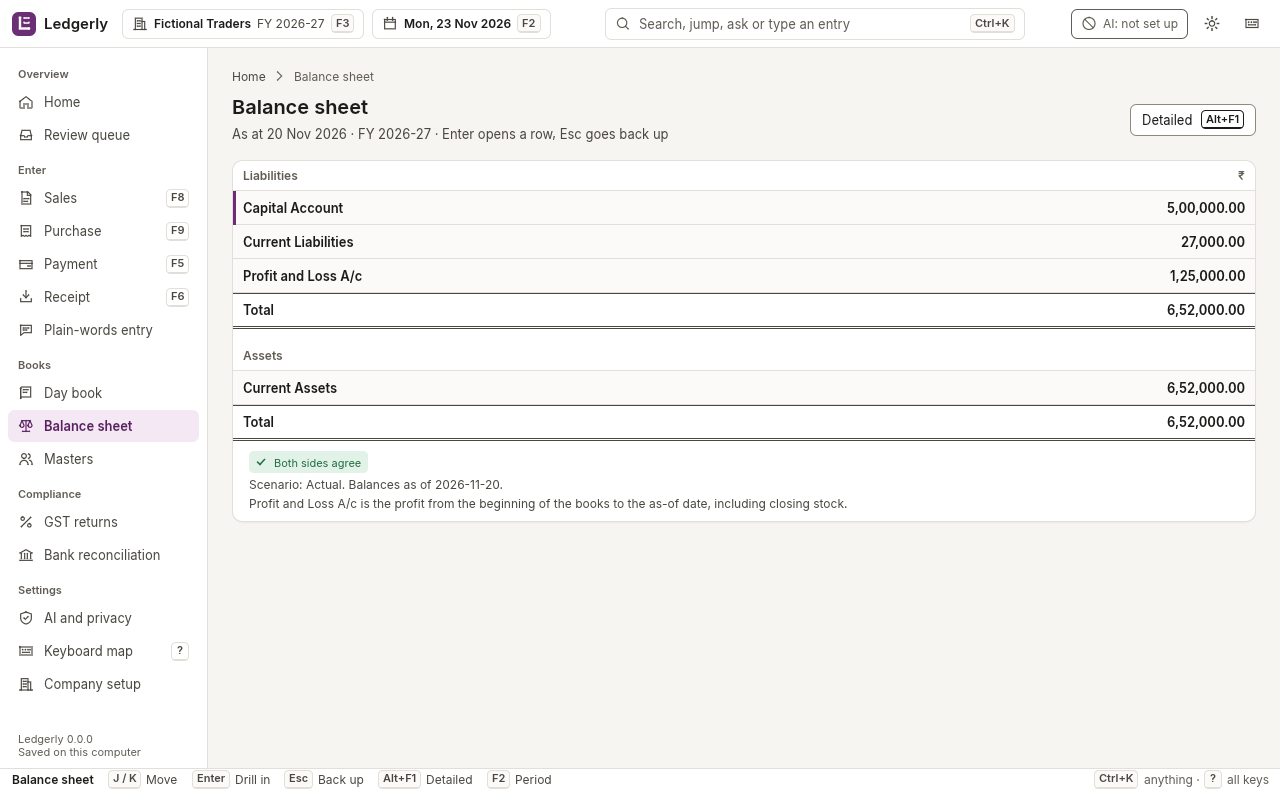 Ledgerly
Fictional Traders FY 2026-27 F3
Mon, 23 Nov 2026 F2
Search, jump, ask or type an entry Ctrl+K
AI: not set up
Overview
Home
Review queue
Enter
Sales F8
Purchase F9
Payment F5
Receipt F6
Plain-words entry
Books
Day book
Balance sheet
Masters
Compliance
GST returns
Bank reconciliation
Settings
AI and privacy
Keyboard map ?
Company setup
Ledgerly 0.0.0
Saved on this computer
Home > Balance sheet
Balance sheet
As at 20 Nov 2026 · FY 2026-27 · Enter opens a row, Esc goes back up
Detailed Alt+F1
Liabilities ₹
Capital Account 5,00,000.00
Current Liabilities 27,000.00
Profit and Loss A/c 1,25,000.00
Total 6,52,000.00
Assets
Current Assets 6,52,000.00
Total 6,52,000.00
Both sides agree
Scenario: Actual. Balances as of 2026-11-20.
Profit and Loss A/c is the profit from the beginning of the books to the as-of date, including closing stock.
Balance sheet J / K Move Enter Drill in Esc Back up Alt+F1 Detailed F2 Period Ctrl+K anything · ? all keys